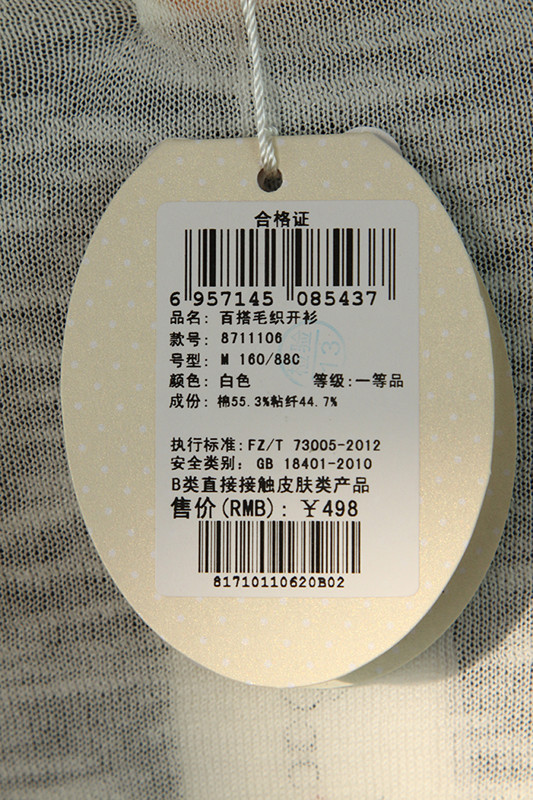 合格证
6 957145 085437
品名: 百搭毛织开衫
款号: 8711106
号型: M 160/88C
颜色: 白色 等级:一等品
成份: 棉55.3%粘纤44.7%
执行标准:FZ/T 73005-2012
安全类别: GB 18401-2010
B类直接接触皮肤类产品
售价(RMB): ￥498
81710110620B02